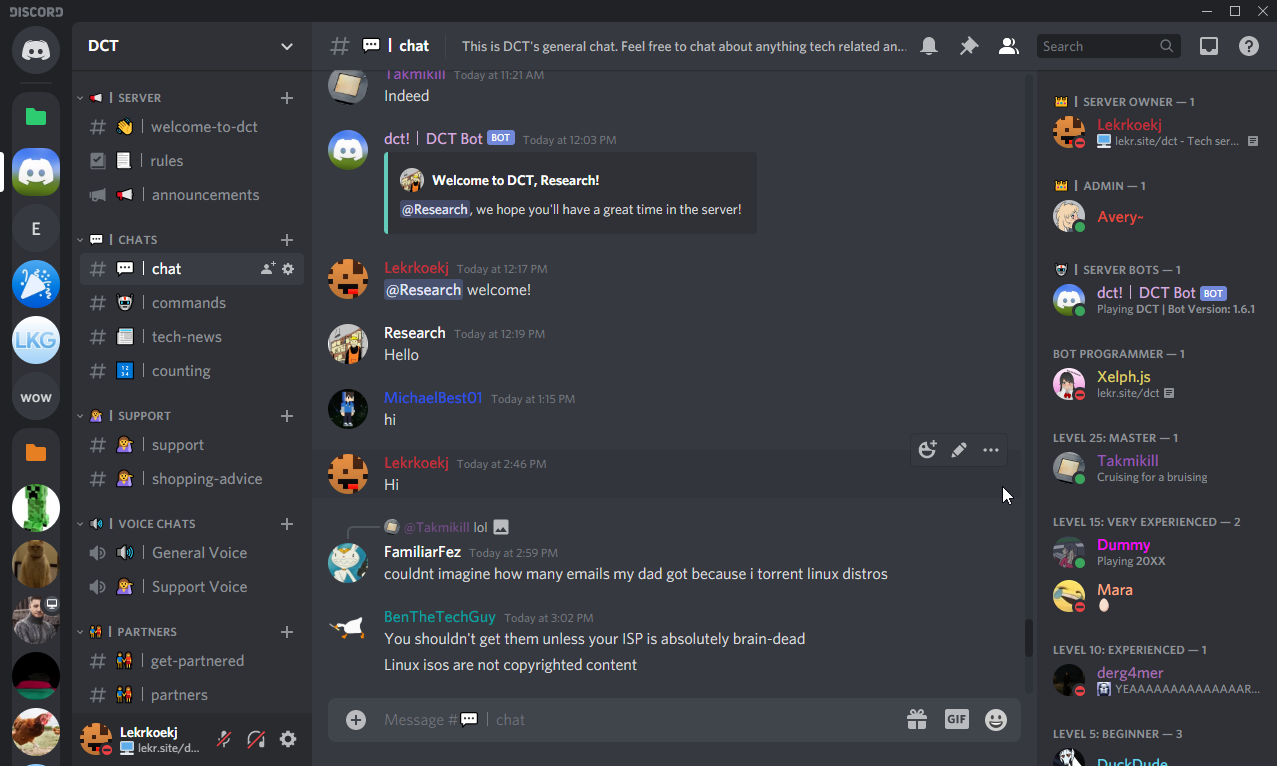 DISCORD
E
LKG
wow
DCT
| SERVER
| welcome-to-dct
| rules
| announcements
| CHATS
| chat
| commands
| tech-news
| counting
| SUPPORT
| support
| shopping-advice
| VOICE CHATS
| General Voice
| Support Voice
| PARTNERS
| get-partnered
| partners
Lekrkoekj
lekr.site/d...
# 💬 | chat
This is DCT's general chat. Feel free to chat about anything tech related an...
Search
Takmikill Today at 11:21 AM
Indeed
dct! | DCT Bot BOT Today at 12:03 PM
Welcome to DCT, Research!
@Research, we hope you'll have a great time in the server!
Lekrkoekj Today at 12:17 PM
@Research welcome!
Research Today at 12:19 PM
Hello
MichaelBest01 Today at 1:15 PM
hi
Lekrkoekj Today at 2:46 PM
Hi
@Takmikill lol
FamiliarFez Today at 2:59 PM
couldnt imagine how many emails my dad got because i torrent linux distros
BenTheTechGuy Today at 3:02 PM
You shouldn't get them unless your ISP is absolutely brain-dead
Linux isos are not copyrighted content
Message #💬 | chat
GIF
| SERVER OWNER — 1
Lekrkoekj
lekr.site/dct - Tech ser...
| ADMIN — 1
Avery~
| SERVER BOTS — 1
dct! | DCT Bot BOT
Playing DCT | Bot Version: 1.6.1
BOT PROGRAMMER — 1
Xelph.js
lekr.site/dct
LEVEL 25: MASTER — 1
Takmikill
Cruising for a bruising
LEVEL 15: VERY EXPERIENCED — 2
Dummy
Playing 20XX
Mara
LEVEL 10: EXPERIENCED — 1
derg4mer
YEAAAAAAAAAAAAAAR...
LEVEL 5: BEGINNER — 3
DuckDude